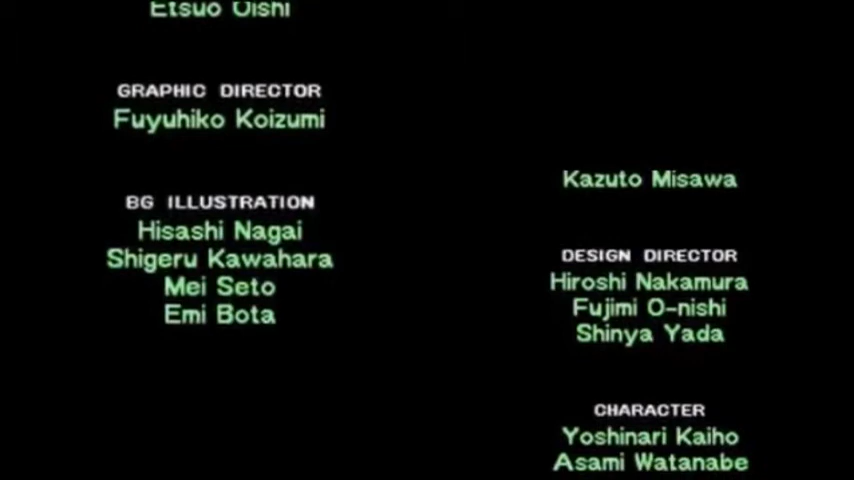 Etsuo Oishi
GRAPHIC DIRECTOR
Fuyuhiko Koizumi
BG ILLUSTRATION
Hisashi Nagai
Shigeru Kawahara
Mei Seto
Emi Bota
Kazuto Misawa
DESIGN DIRECTOR
Hiroshi Nakamura
Fujimi O-nishi
Shinya Yada
CHARACTER
Yoshinari Kaiho
Asami Watanabe